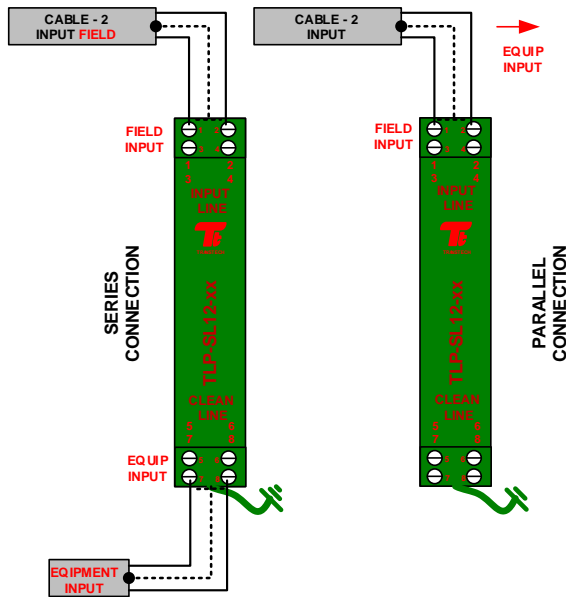 CABLE - 2
INPUT FIELD
CABLE - 2
INPUT
EQUIP
INPUT
FIELD
INPUT
1 2
3 4
INPUT
LINE
SERIES
CONNECTION
TLP-SL12-xx
CLEAN
LINE
5 6
7 8
EQUIP
INPUT
EQIPMENT
INPUT
FIELD
INPUT
1 2
3 4
INPUT
LINE
PARALLEL
CONNECTION
TLP-SL12-xx
CLEAN
LINE
5 6
7 8